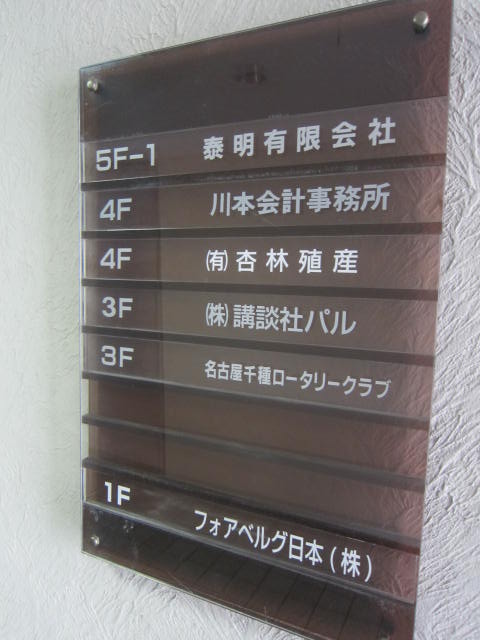 5F-1 泰明有限会社
4F 川本会計事務所
4F (有)杏林殖産
3F (株)講談社パル
3F 名古屋千種ロータリークラブ
1F フォアベルグ日本(株)